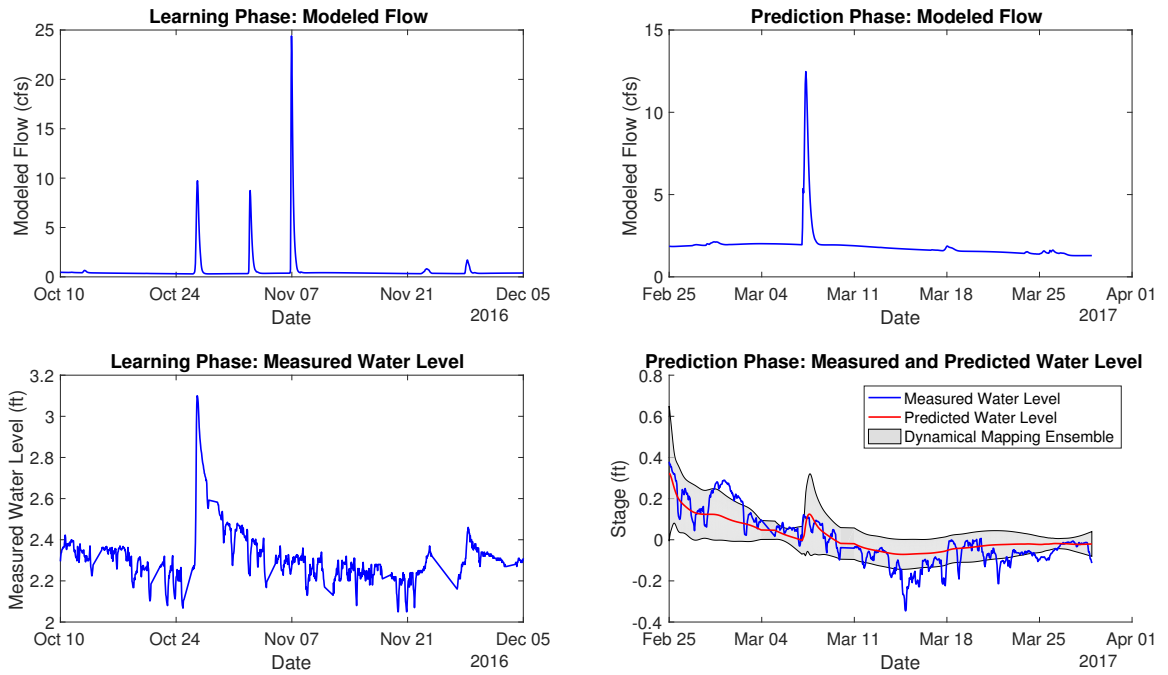 Learning Phase: Modeled Flow
Modeled Flow (cfs)
25
20
15
10
5
0
Oct 10
Oct 24
Nov 07
Nov 21
Dec 05
Date
2016
Prediction Phase: Modeled Flow
Modeled Flow (cfs)
15
10
5
0
Feb 25
Mar 04
Mar 11
Mar 18
Mar 25
Apr 01
Date
2017
Learning Phase: Measured Water Level
Measured Water Level (ft)
3.2
3
2.8
2.6
2.4
2.2
2
Oct 10
Oct 24
Nov 07
Nov 21
Dec 05
Date
2016
Prediction Phase: Measured and Predicted Water Level
Stage (ft)
0.8
0.6
0.4
0.2
0
-0.2
-0.4
Measured Water Level
Predicted Water Level
Dynamical Mapping Ensemble
Feb 25
Mar 04
Mar 11
Mar 18
Mar 25
Apr 01
Date
2017